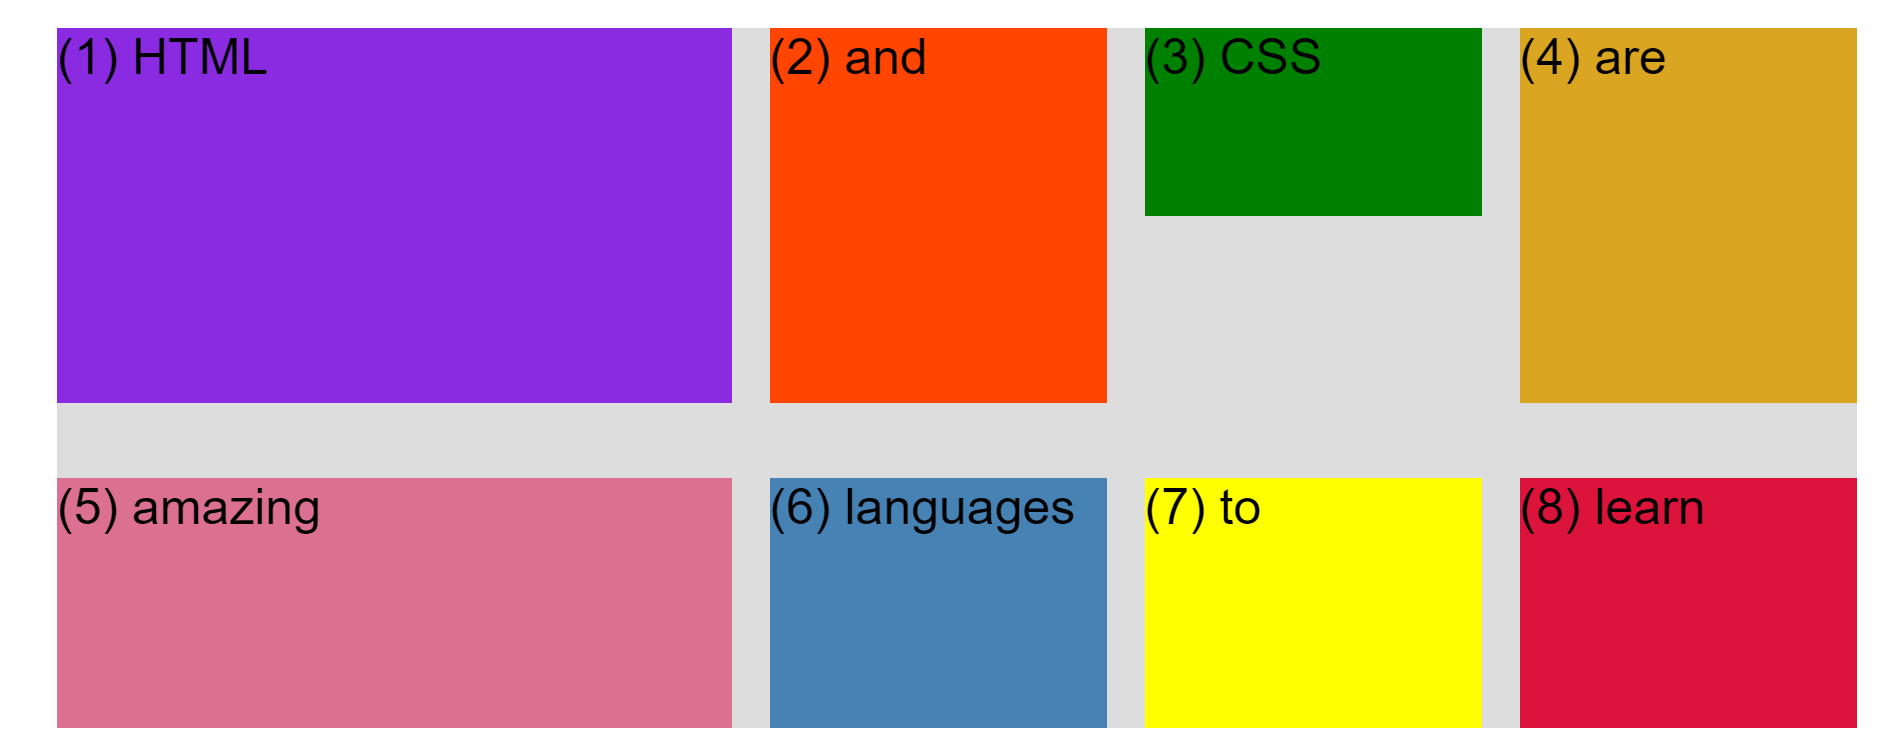 (1) HTML
(2) and
(3) CSS
(4) are
(5) amazing
(6) languages
(7) to
(8) learn